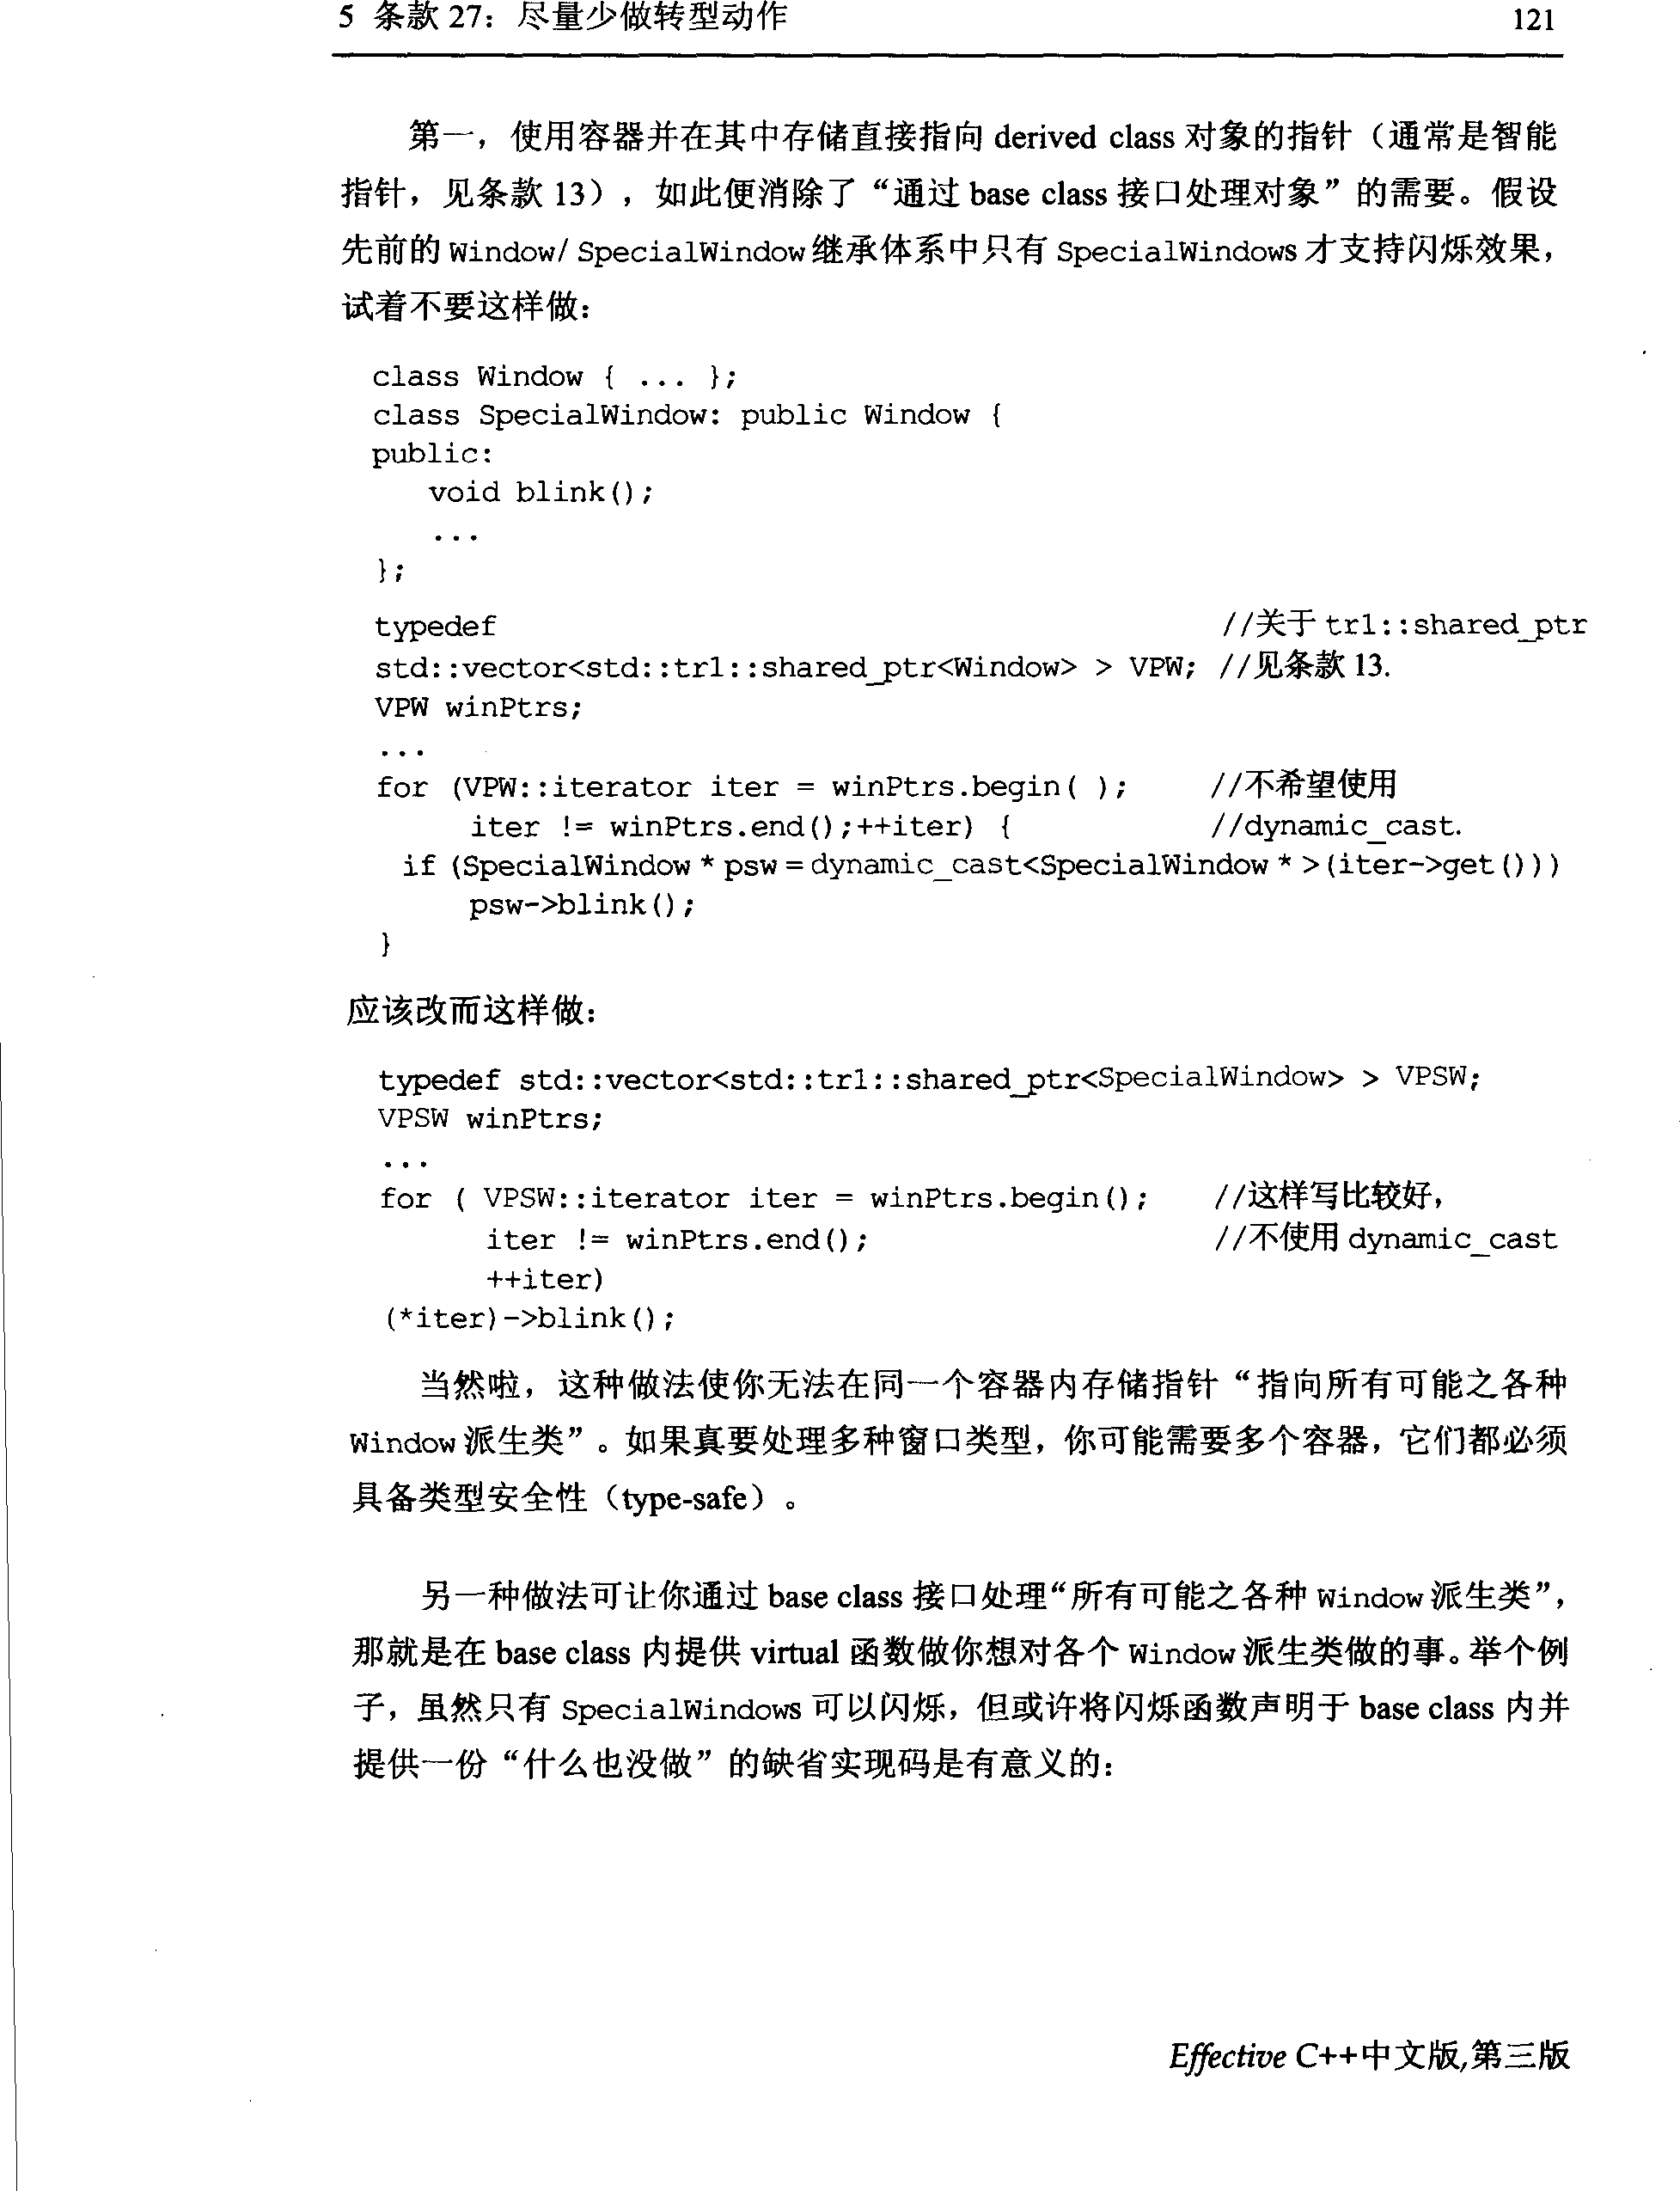 5 条款 27：尽量少做转型动作 121
第一，使用容器并在其中存储直接指向 derived class 对象的指针（通常是智能
指针，见条款 13），如此便消除了“通过 base class 接口处理对象”的需要。假设
先前的 Window/ SpecialWindow 继承体系中只有 SpecialWindows 才支持闪烁效果，
试着不要这样做：
class Window { ... };
class SpecialWindow: public Window {
public:
void blink();
...
};
typedef //关于 tr1::shared_ptr
std::vector<std::tr1::shared_ptr<Window> > VPW; //见条款 13.
VPW winPtrs;
...
for (VPW::iterator iter = winPtrs.begin( ); //不希望使用
iter != winPtrs.end();++iter) { //dynamic_cast.
if (SpecialWindow * psw = dynamic_cast<SpecialWindow * >(iter->get()))
psw->blink();
}
应该改而这样做：
typedef std::vector<std::tr1::shared_ptr<SpecialWindow> > VPSW;
VPSW winPtrs;
...
for ( VPSW::iterator iter = winPtrs.begin(); //这样写比较好，
iter != winPtrs.end(); //不使用 dynamic_cast
++iter)
(*iter)->blink();
当然啦，这种做法使你无法在同一个容器内存储指针“指向所有可能之各种
Window 派生类”。如果真要处理多种窗口类型，你可能需要多个容器，它们都必须
具备类型安全性（type-safe）。
另一种做法可让你通过 base class 接口处理“所有可能之各种 Window 派生类”，
那就是在 base class 内提供 virtual 函数做你想对各个 Window 派生类做的事。举个例
子，虽然只有 SpecialWindows 可以闪烁，但或许将闪烁函数声明于 base class 内并
提供一份“什么也没做”的缺省实现码是有意义的：
Effective C++中文版,第三版